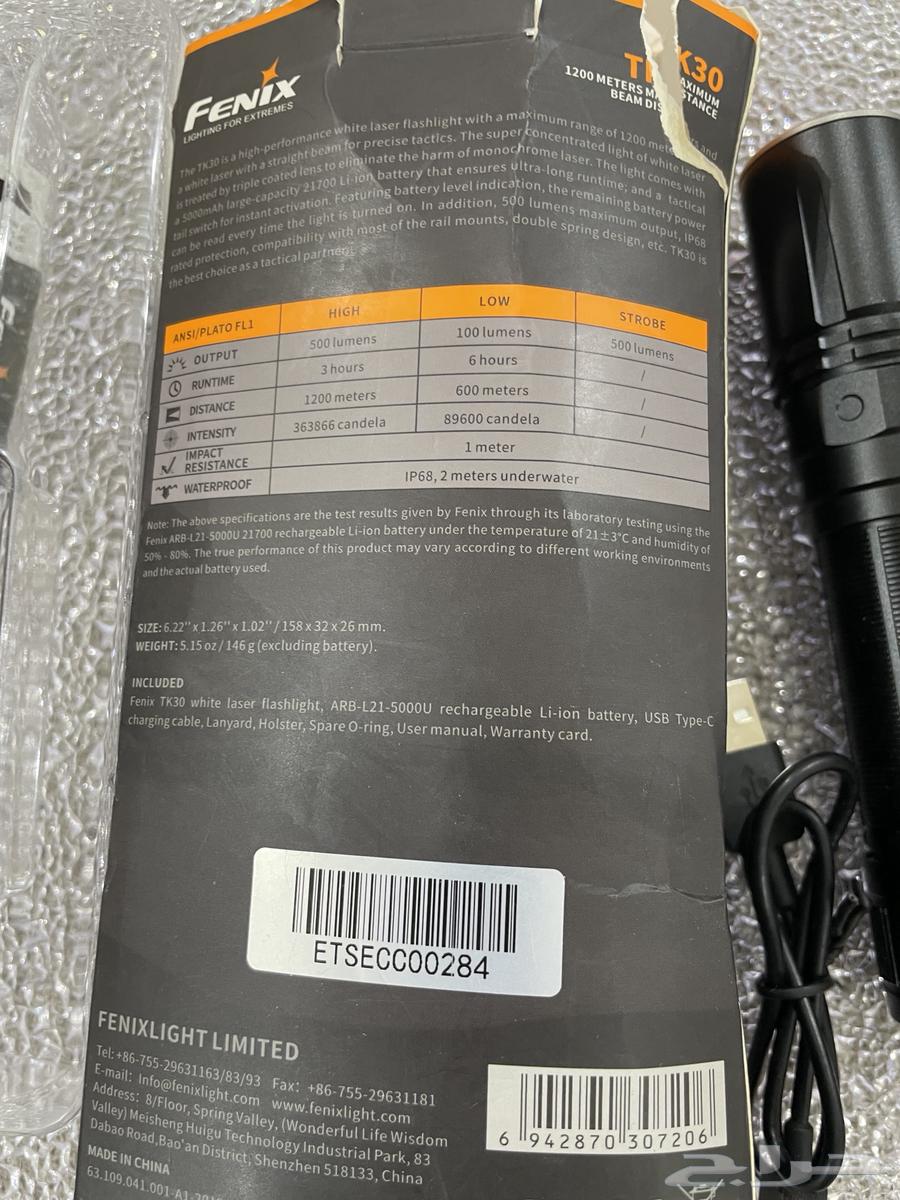 FENIX
LIGHTING FOR EXTREMES
TK30
1200 METERS MAXIMUM
BEAM DISTANCE
The TK30 is a high-performance white laser flashlight with a maximum range of 1200 meters and
a white laser with a straight beam for precise tactics. The super concentrated light of white laser
is treated by triple coated lens to eliminate the harm of monochrome laser. The light comes with
a 5000mAh large-capacity 21700 Li-ion battery that ensures ultra-long runtime; and a tactical
tail switch for instant activation. Featuring battery level indication, the remaining battery power
can be read every time the light is turned on. In addition, 500 lumens maximum output, IP68
rated protection, compatibility with most of the rail mounts, double spring design, etc. TK30 is
the best choice as a tactical partner.
ANSI/PLATO FL1 HIGH LOW STROBE
OUTPUT 500 lumens 100 lumens 500 lumens
RUNTIME 3 hours 6 hours /
DISTANCE 1200 meters 600 meters /
INTENSITY 363866 candela 89600 candela /
IMPACT
RESISTANCE 1 meter
WATERPROOF IP68, 2 meters underwater
Note: The above specifications are the test results given by Fenix through its laboratory testing using the
Fenix ARB-L21-5000U 21700 rechargeable Li-ion battery under the temperature of 21±3°C and humidity of
50% - 80%. The true performance of this product may vary according to different working environments
and the actual battery used.
SIZE: 6.22" x 1.26" x 1.02" / 158 x 32 x 26 mm.
WEIGHT: 5.15 oz / 146 g (excluding battery).
INCLUDED
Fenix TK30 white laser flashlight, ARB-L21-5000U rechargeable Li-ion battery, USB Type-C
charging cable, Lanyard, Holster, Spare O-ring, User manual, Warranty card.
ETSECC00284
FENIXLIGHT LIMITED
Tel: +86-755-29631163/83/93 Fax: +86-755-29631181
E-mail: Info@fenixlight.com www.fenixlight.com
Address: 8/Floor, Spring Valley, (Wonderful Life Wisdom
Valley) Meisheng Huigu Technology Industrial Park, 83
Dabao Road, Bao'an District, Shenzhen 518133, China
MADE IN CHINA
63.109.041.001-A1-201
6 942870 307206
حراج